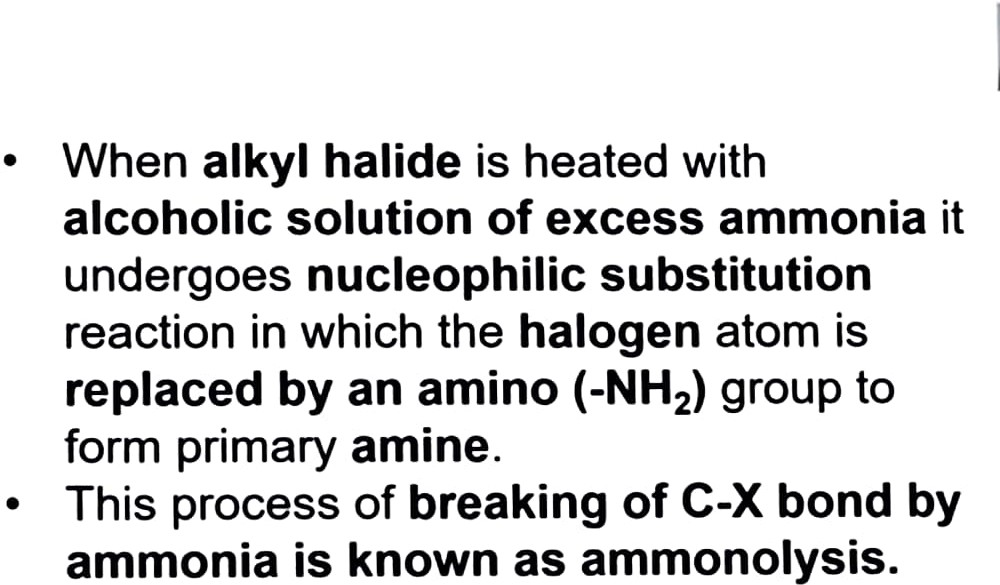 • When alkyl halide is heated with
alcoholic solution of excess ammonia it
undergoes nucleophilic substitution
reaction in which the halogen atom is
replaced by an amino (-NH₂) group to
form primary amine.
• This process of breaking of C-X bond by
ammonia is known as ammonolysis.